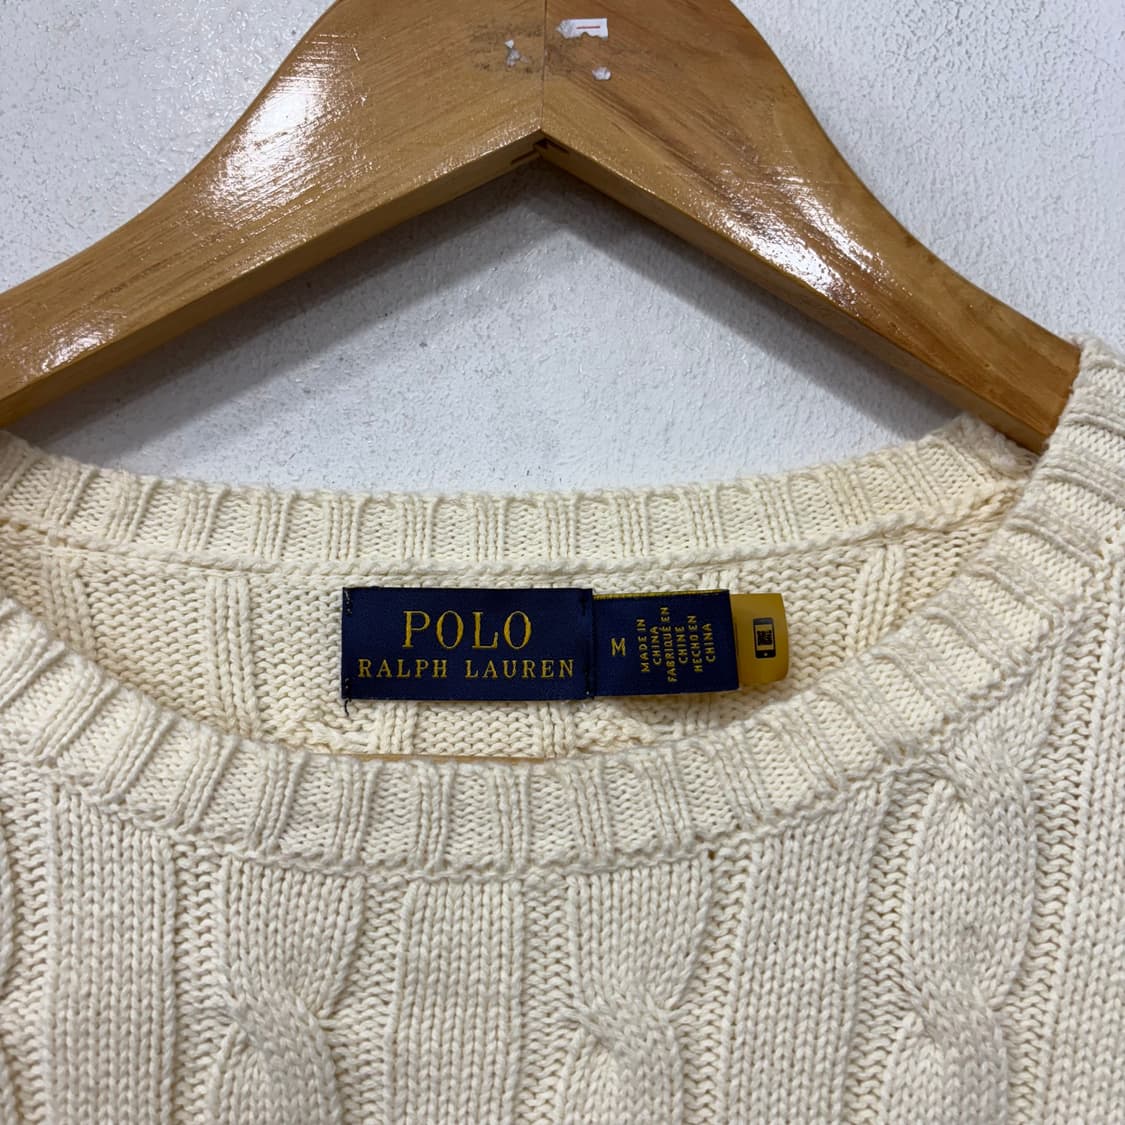 POLO
RALPH LAUREN
M
MADE IN
CHINA
FABRIQUÉ EN
CHINE
HECHO EN
CHINA